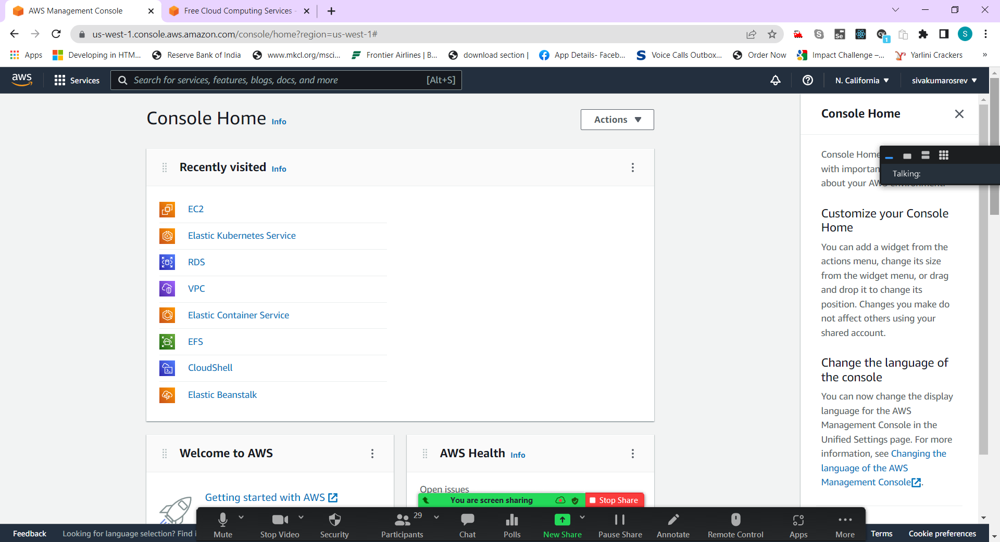 AWS Management Console
Free Cloud Computing Services -
us-west-1.console.aws.amazon.com/console/home?region=us-west-1#
Se
cy
1
S
Apps
Developing in HTM...
Reserve Bank of India
www.mkcl.org/msci...
Frontier Airlines | B...
download section |
App Details- Faceb...
Voice Calls Outbox...
Order Now
Impact Challenge –...
Yarlini Crackers
»
aws
Services
Search for services, features, blogs, docs, and more
[Alt+S]
N. California
sivakumarosrev
Console Home Info
Actions
Recently visited Info
EC2
Elastic Kubernetes Service
RDS
VPC
Elastic Container Service
EFS
CloudShell
Elastic Beanstalk
Welcome to AWS
Getting started with AWS
AWS Health Info
Open issues
Console Home
Console Home
with importan
about your AWS environment.
Talking:
Customize your Console
Home
You can add a widget from the
actions menu, change its size
from the widget menu, or drag
and drop it to change its
position. Changes you make do
not affect others using your
shared account.
Change the language of
the console
You can now change the display
language for the AWS
Management Console in the
Unified Settings page. For more
information, see Changing the
language of the AWS
Management Console.
You are screen sharing
Stop Share
Mute
Stop Video
Security
Participants
29
Chat
Polls
New Share
Pause Share
Annotate
Remote Control
Apps
More
Feedback
Looking for language selection? Find i
Terms
Cookie preferences